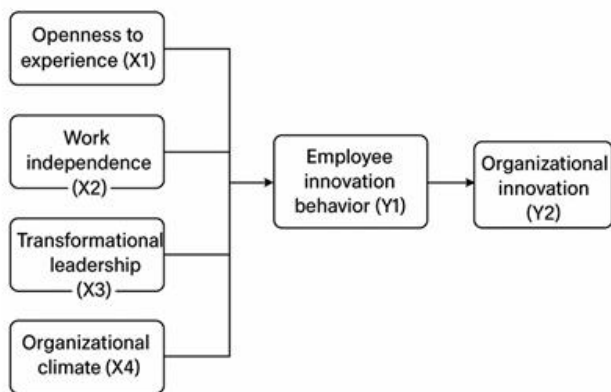 Openness to
experience (X1)
Work
independence
(X2)
Transformational
leadership
(X3)
Organizational
climate (X4)
Employee
innovation
behavior (Y1)
Organizational
innovation
(Y2)